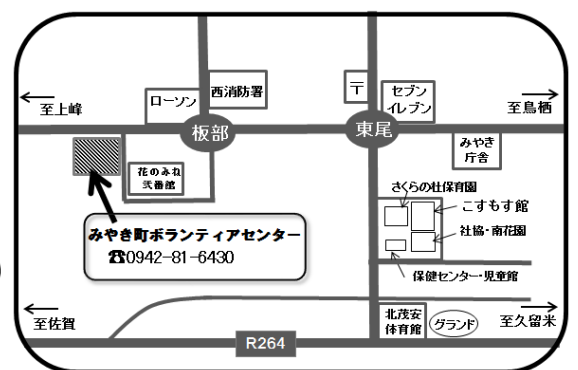 西消防署
〒
セブン
イレブン
ローソン
至上峰
至鳥栖
板部
東尾
みやき
庁舎
花のみね
弐番館
さくらの杜保育園
こすもす館
社協・南花園
みやき町ボランティアセンター
☎0942-81-6430
保健センター・児童館
至佐賀
北茂安
体育館
グランド
至久留米
R264